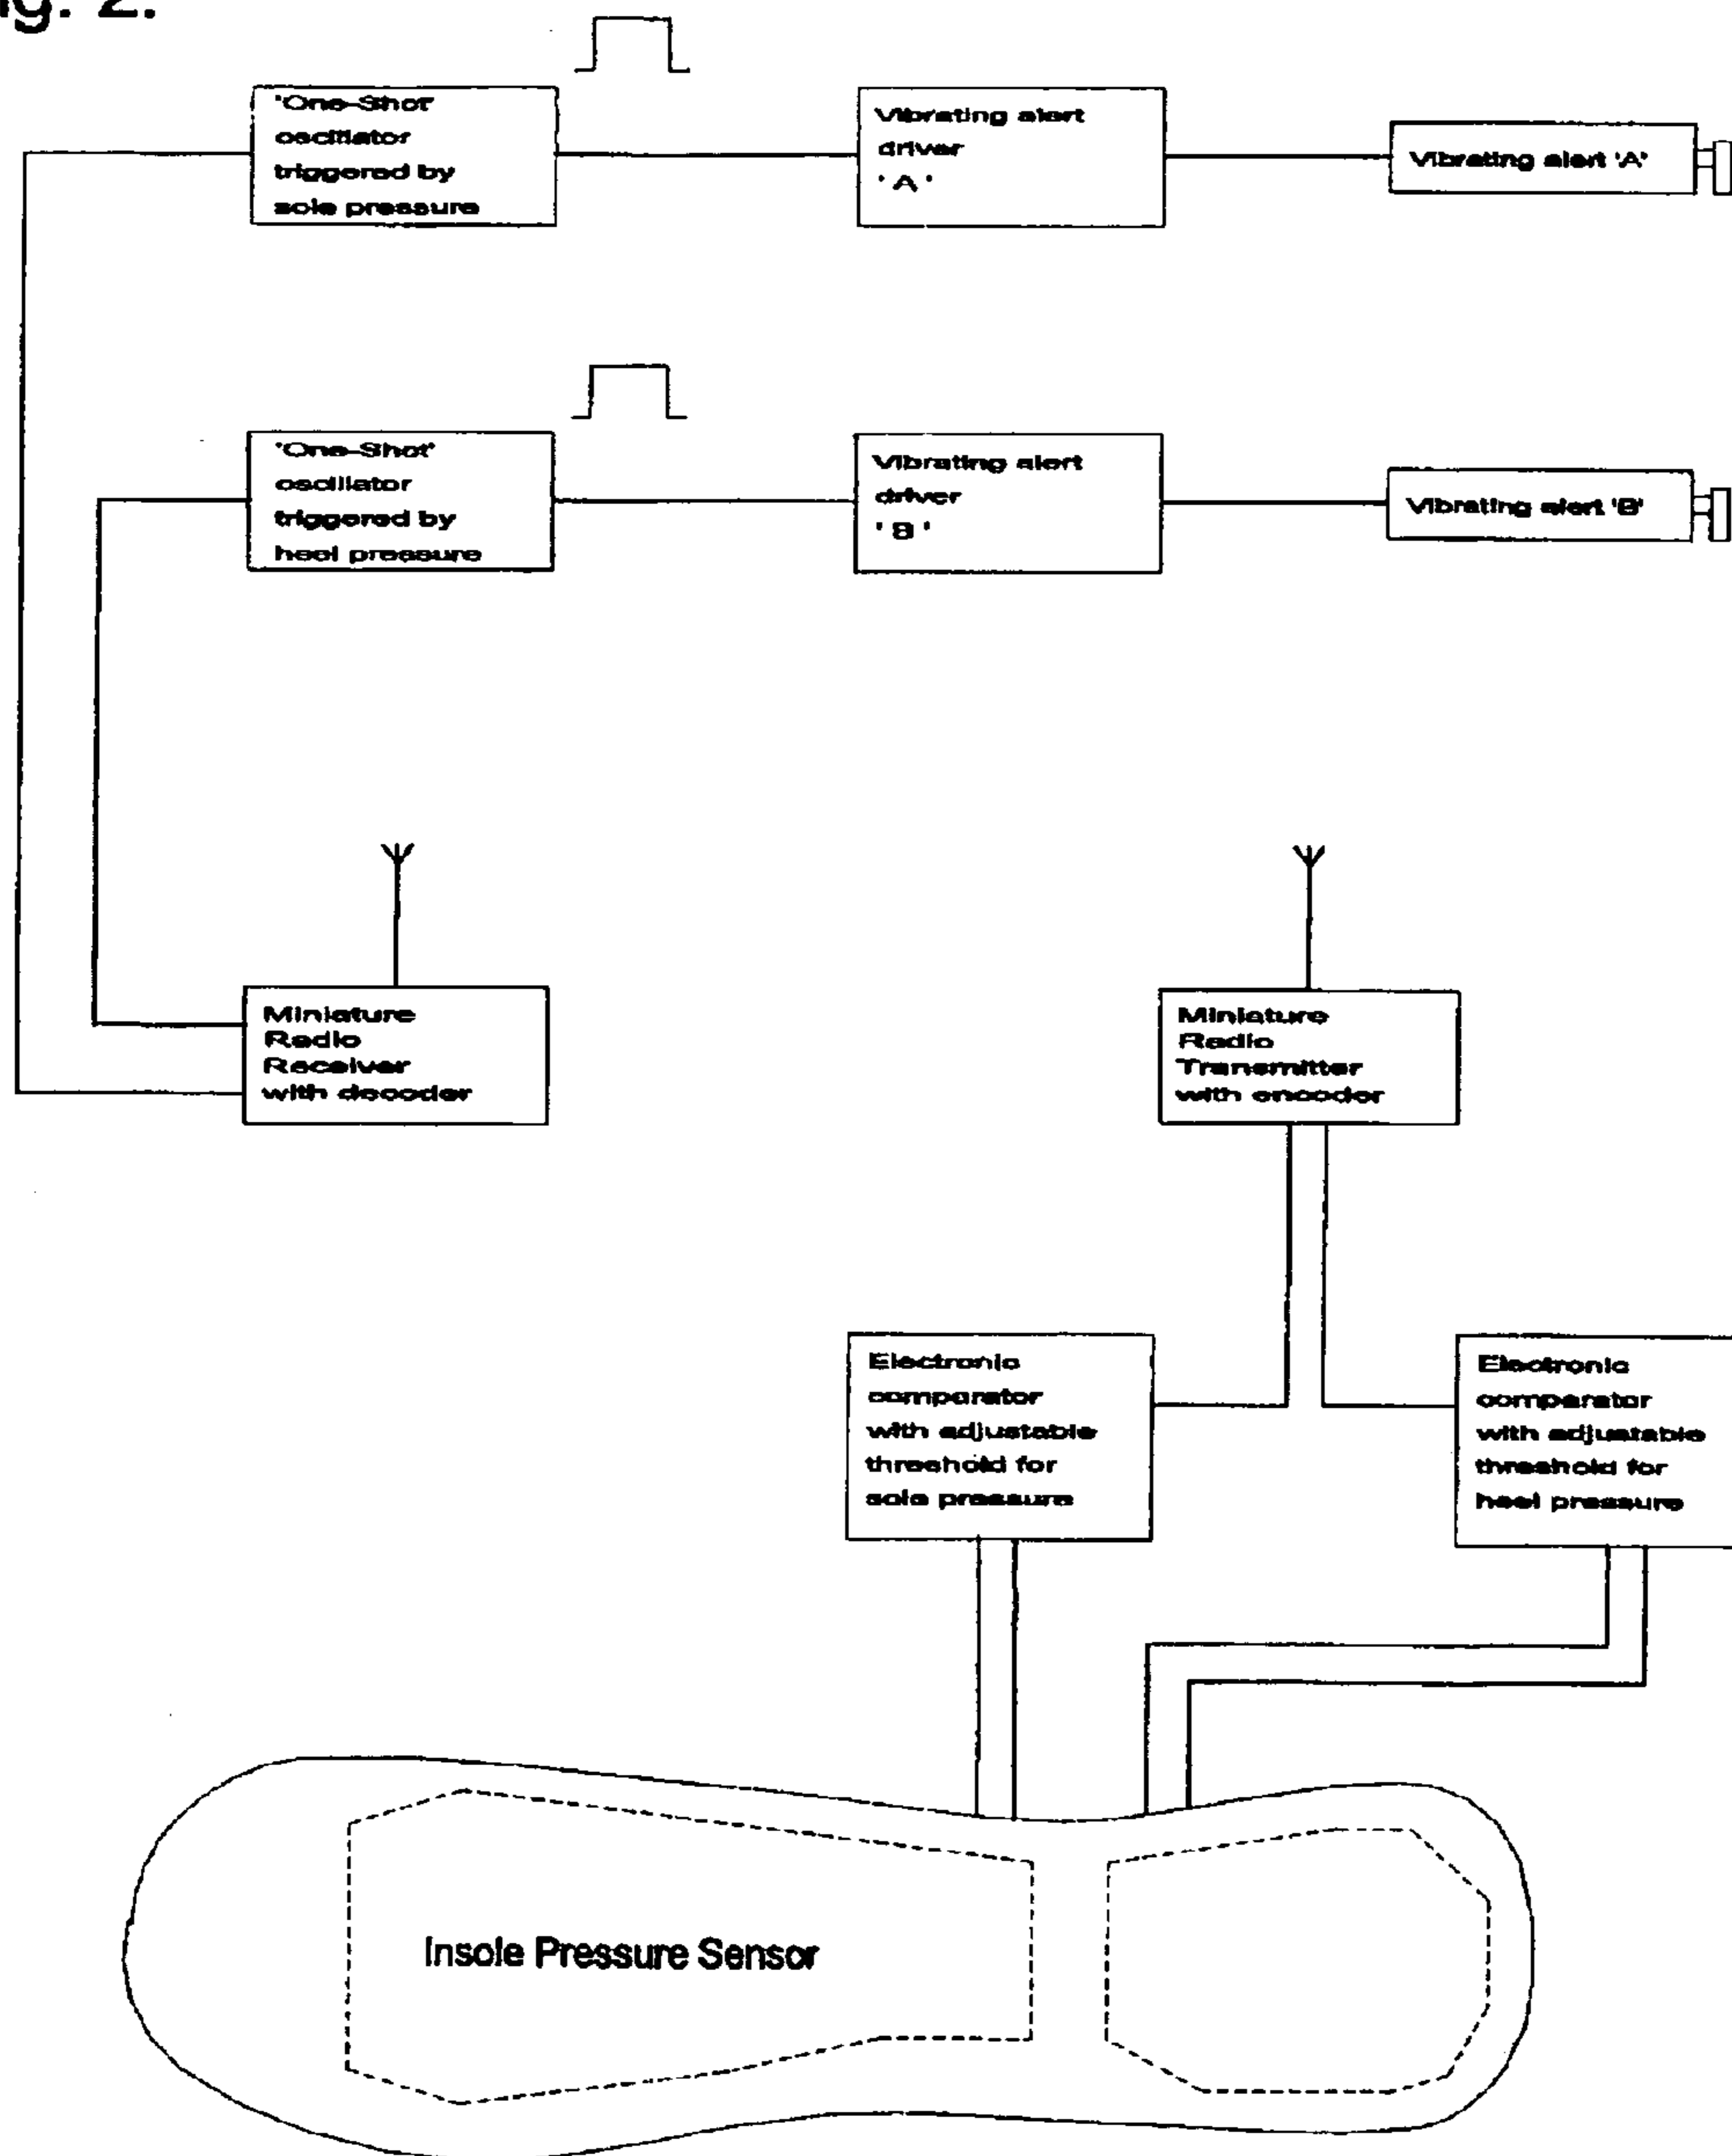 Fig. 2.
'One-Shot'
oscillator
triggered by
sole pressure
Vibrating alert
driver
'A'
Vibrating alert 'A'
'One-Shot'
oscillator
triggered by
heel pressure
Vibrating alert
driver
'B'
Vibrating alert 'B'
Miniature
Radio
Receiver
with decoder
Miniature
Radio
Transmitter
with encoder
Electronic
comparator
with adjustable
threshold for
sole pressure
Electronic
comparator
with adjustable
threshold for
heel pressure
Insole Pressure Sensor